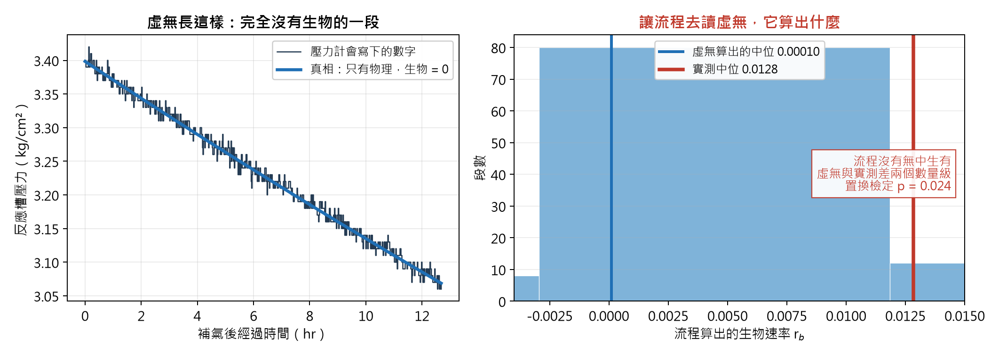 虛無長這樣：完全沒有生物的一段
壓力計會寫下的數字
真相：只有物理，生物 = 0
反應槽壓力（kg/cm²）
3.40
3.35
3.30
3.25
3.20
3.15
3.10
3.05
0 2 4 6 8 10 12
補氣後經過時間（hr）
讓流程去讀虛無，它算出什麼
虛無算出的中位 0.00010
實測中位 0.0128
流程沒有無中生有
虛無與實測差兩個數量級
置換檢定 p = 0.024
段數
80
70
60
50
40
30
20
10
0
-0.0025 0.0000 0.0025 0.0050 0.0075 0.0100 0.0125 0.0150
流程算出的生物速率 r_b